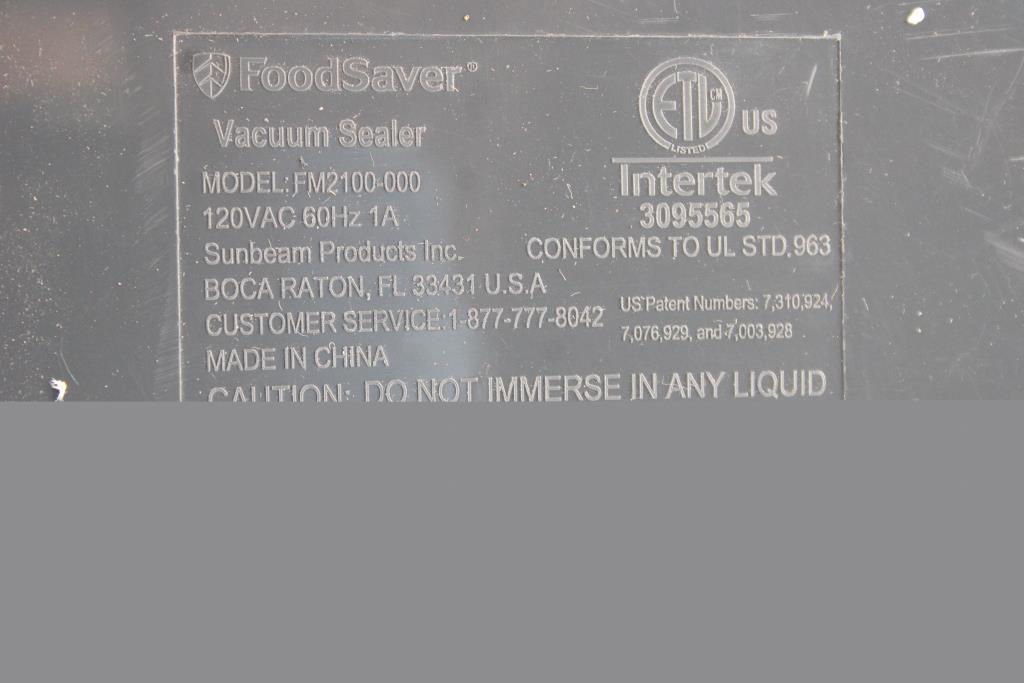 FoodSaver®
Vacuum Sealer
MODEL: FM2100-000
120VAC 60Hz 1A
Sunbeam Products Inc.
BOCA RATON, FL 33431 U.S.A
CUSTOMER SERVICE:1-877-777-8042
MADE IN CHINA
ETL CM
LISTED
US
Intertek
3095565
CONFORMS TO UL STD.963
US Patent Numbers: 7,310,924,
7,076,929, and 7,003,928
CAUTION: DO NOT IMMERSE IN ANY LIQUID